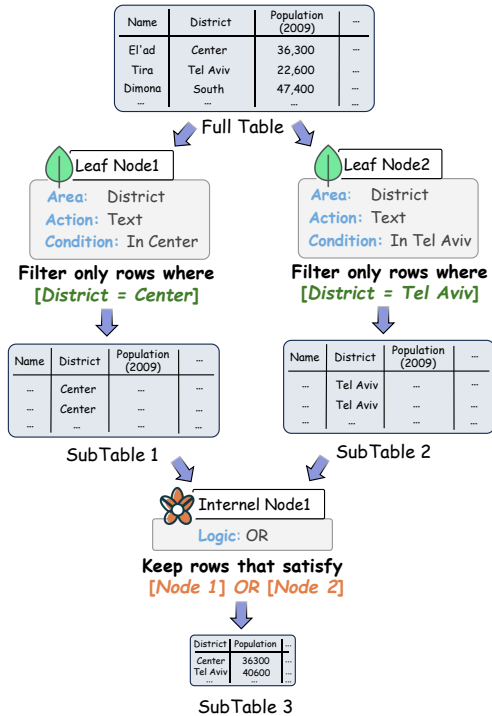 Name District Population (2009) ...
El'ad Center 36,300 ...
Tira Tel Aviv 22,600 ...
Dimona South 47,400 ...
... ... ... ...
Full Table
Leaf Node1
Area: District
Action: Text
Condition: In Center
Filter only rows where
[District = Center]
Leaf Node2
Area: District
Action: Text
Condition: In Tel Aviv
Filter only rows where
[District = Tel Aviv]
Name District Population (2009) ...
... Center ... ...
... Center ... ...
... ... ... ...
SubTable 1
Name District Population (2009) ...
... Tel Aviv ... ...
... Tel Aviv ... ...
... ... ... ...
SubTable 2
Internel Node1
Logic: OR
Keep rows that satisfy
[Node 1] OR [Node 2]
District Population ...
Center 36300 ...
Tel Aviv 40600 ...
... ... ...
SubTable 3